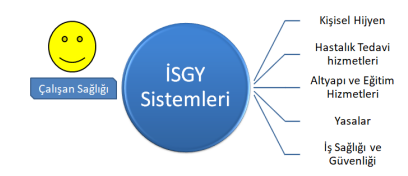 Çalışan Sağlığı
İSGY
Sistemleri
Kişisel Hijyen
Hastalık Tedavi
hizmetleri
Altyapı ve Eğitim
Hizmetleri
Yasalar
İş Sağlığı ve
Güvenliği